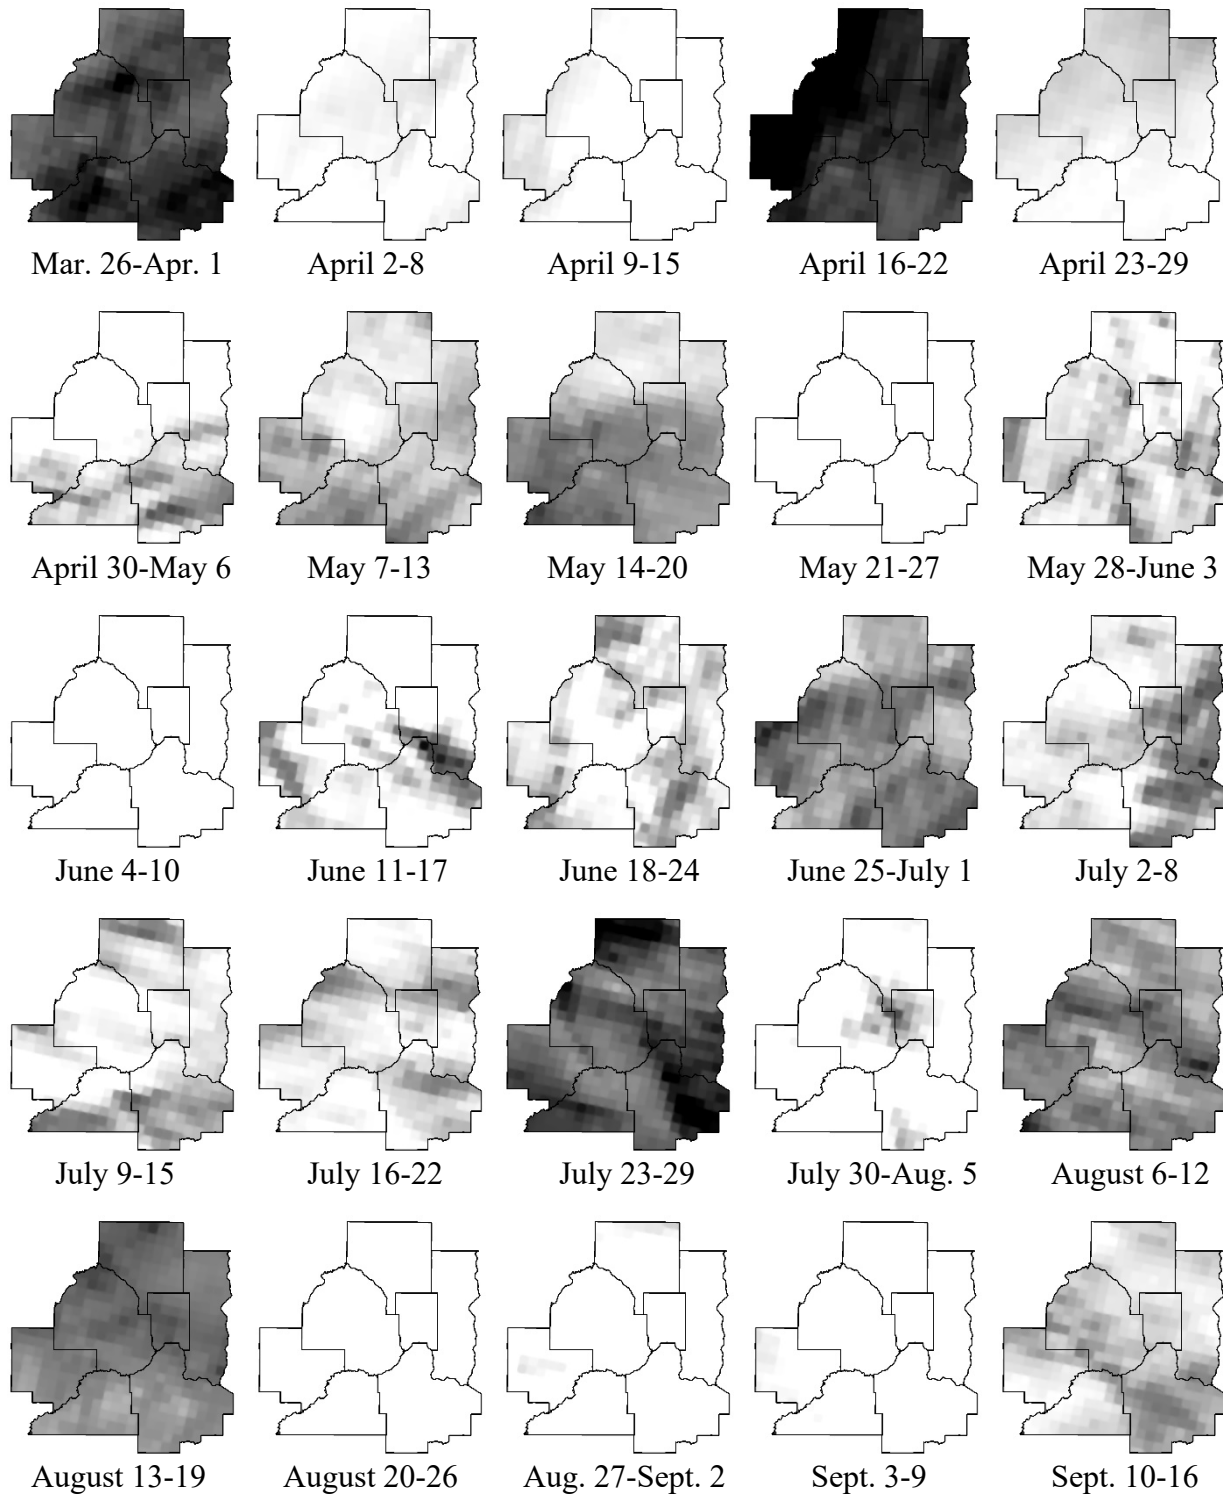 Mar. 26-Apr. 1
April 2-8
April 9-15
April 16-22
April 23-29
April 30-May 6
May 7-13
May 14-20
May 21-27
May 28-June 3
June 4-10
June 11-17
June 18-24
June 25-July 1
July 2-8
July 9-15
July 16-22
July 23-29
July 30-Aug. 5
August 6-12
August 13-19
August 20-26
Aug. 27-Sept. 2
Sept. 3-9
Sept. 10-16